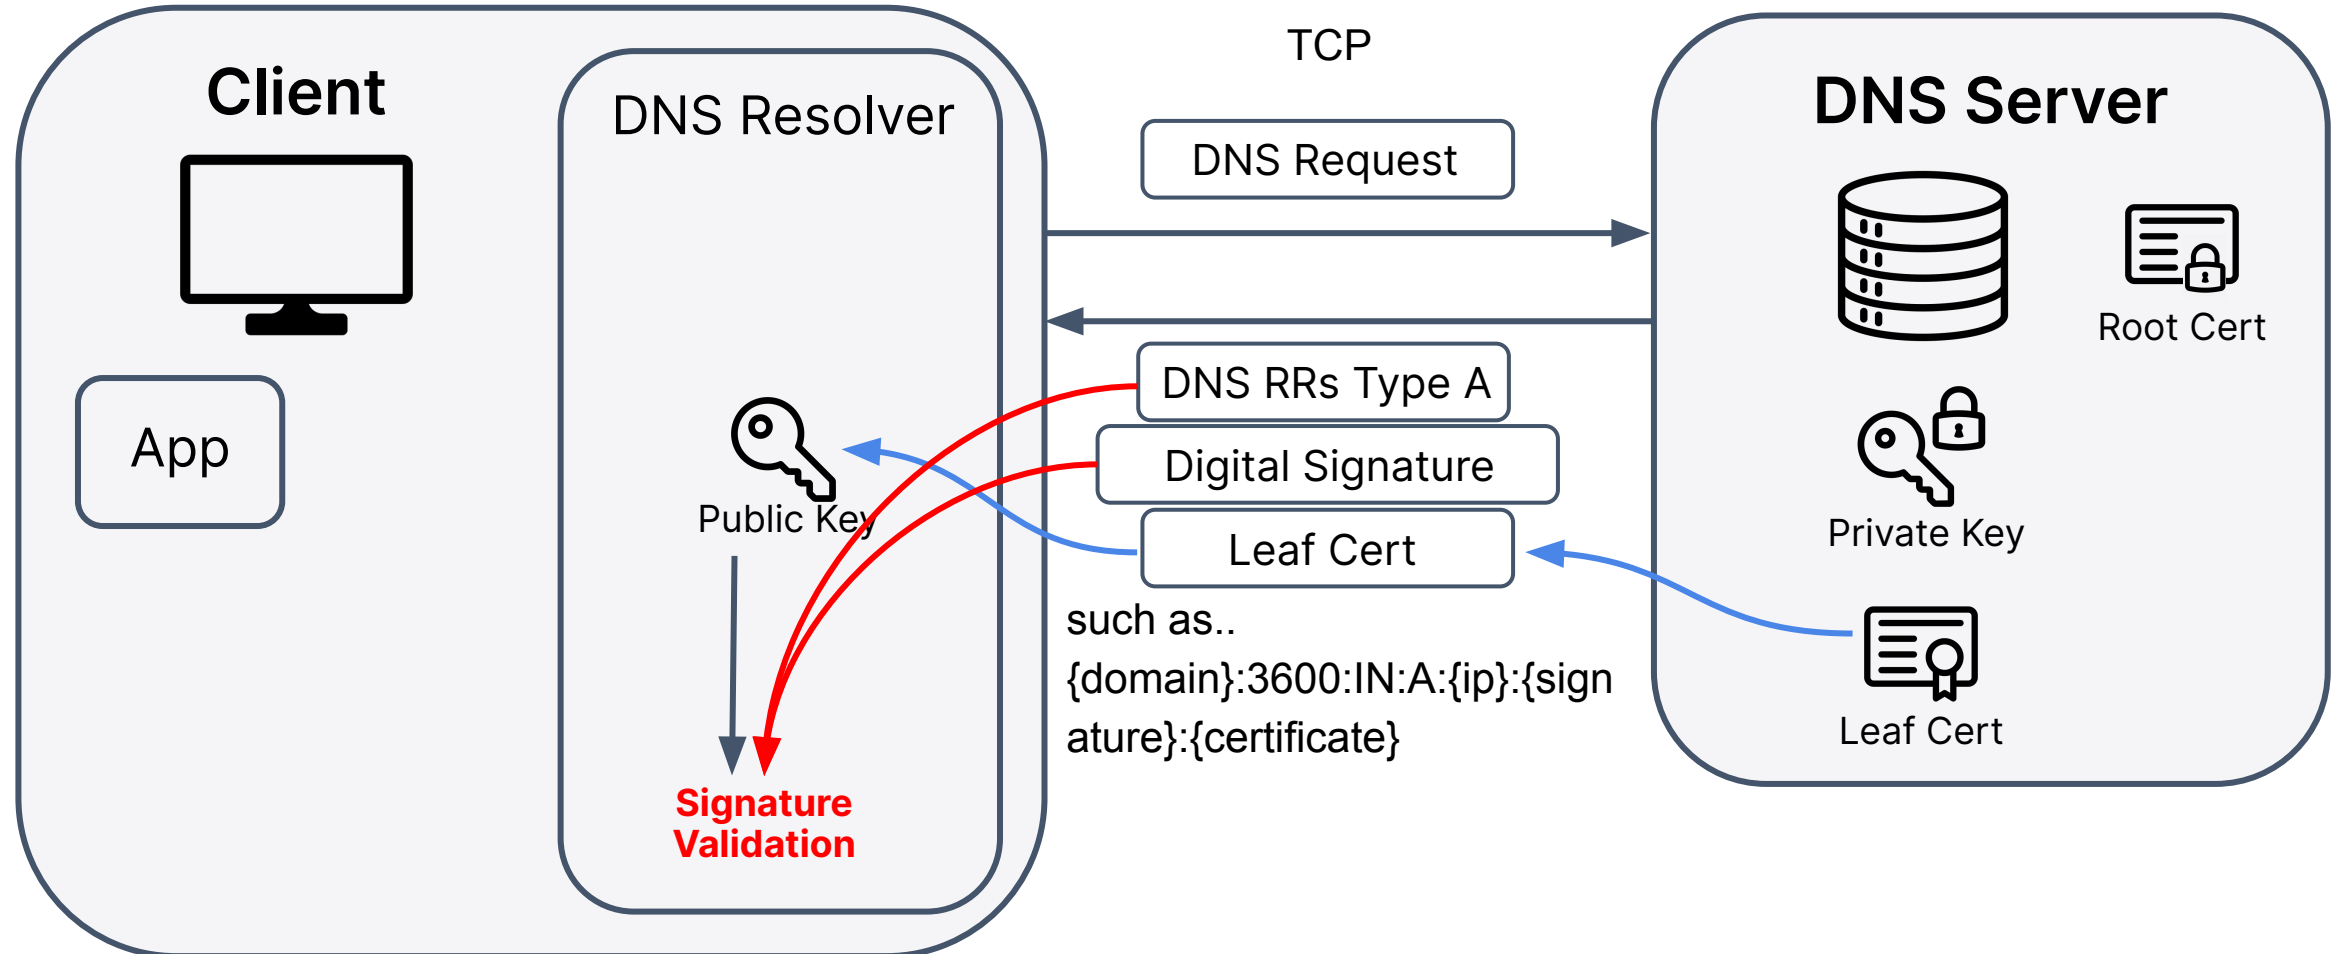 Client
DNS Resolver
App
Public Key
Signature
Validation
TCP
DNS Request
DNS RRs Type A
Digital Signature
Leaf Cert
such as..
{domain}:3600:IN:A:{ip}:{sign
ature}:{certificate}
DNS Server
Root Cert
Private Key
Leaf Cert